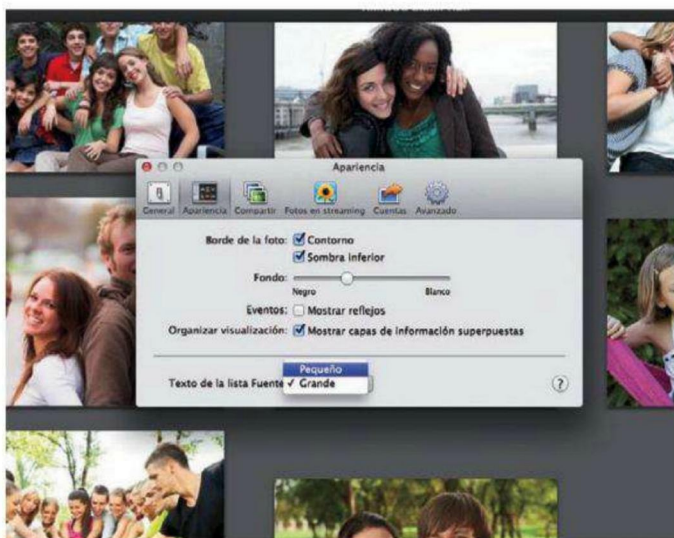 Apariencia
General Apariencia Compartir Fotos en streaming Cuentas Avanzado
Borde de la foto: Contorno
Sombra inferior
Fondo:
Negro Blanco
Eventos: Mostrar reflejos
Organizar visualización: Mostrar capas de información superpuestas
Pequeño
Texto de la lista Fuente ✓ Grande ?